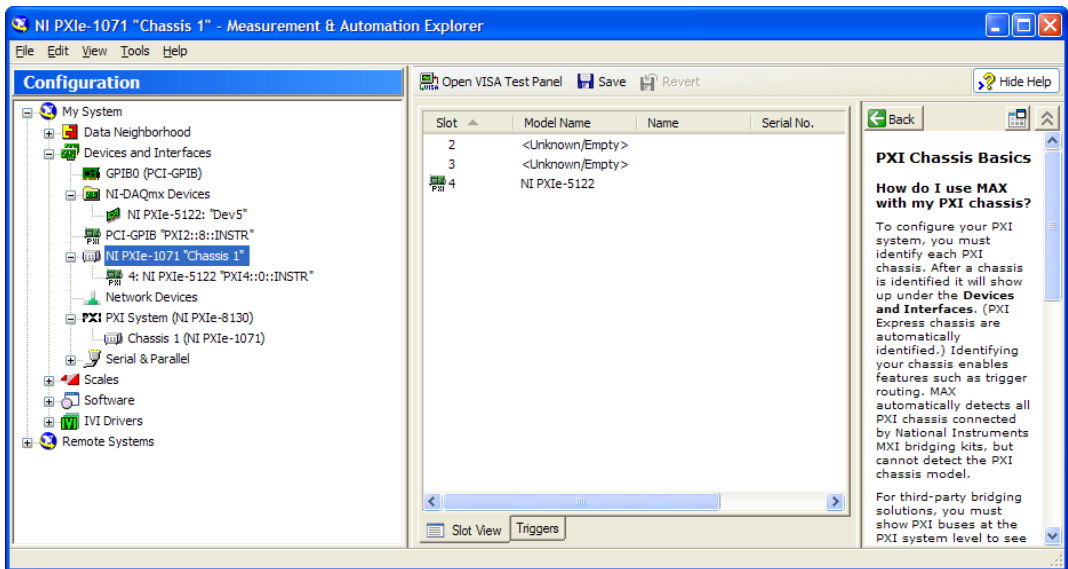 NI PXIe-1071 "Chassis 1" - Measurement & Automation Explorer
File Edit View Tools Help
Configuration
My System
Data Neighborhood
Devices and Interfaces
GPIB0 (PCI-GPIB)
NI-DAQmx Devices
NI PXIe-5122: "Dev5"
PCI-GPIB "PXI2::8::INSTR"
NI PXIe-1071 "Chassis 1"
4: NI PXIe-5122 "PXI4::0::INSTR"
Network Devices
PXI PXI System (NI PXIe-8130)
Chassis 1 (NI PXIe-1071)
Serial & Parallel
Scales
Software
IVI Drivers
Remote Systems
Open VISA Test Panel Save Revert
Hide Help
Slot Model Name Name Serial No.
2 <Unknown/Empty>
3 <Unknown/Empty>
4 NI PXIe-5122
Slot View Triggers
Back
PXI Chassis Basics
How do I use MAX
with my PXI chassis?
To configure your PXI
system, you must
identify each PXI
chassis. After a chassis
is identified it will show
up under the Devices
and Interfaces. (PXI
Express chassis are
automatically
identified.) Identifying
your chassis enables
features such as trigger
routing. MAX
automatically detects all
PXI chassis connected
by National Instruments
MXI bridging kits, but
cannot detect the PXI
chassis model.
For third-party bridging
solutions, you must
show PXI buses at the
PXI system level to see